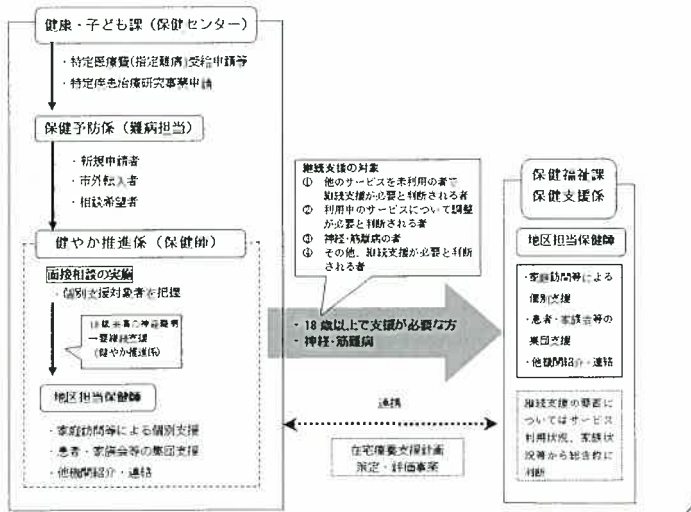 健康・子ども課（保健センター）
・特定医療費(指定難病)受給申請等
・特定疾患治療研究事業申請
保健予防係（難病担当）
・新規申請者
・市外転入者
・相談希望者
健やか推進係（保健師）
面接相談の実施
・個別支援対象者を把握
18歳未満の神経難病
→要継続支援
（健やか推進係）
地区担当保健師
・家庭訪問等による個別支援
・患者・家族会等の集団支援
・他機関紹介・連絡
継続支援の対象
① 他のサービスを未利用の者で
継続支援が必要と判断される者
② 利用中のサービスについて調整
が必要と判断される者
③ 神経・筋難病の者
④ その他、継続支援が必要と判断
される者
・18歳以上で支援が必要な方
・神経・筋難病
連携
在宅療養支援計画
策定・評価事業
保健福祉課
保健支援係
地区担当保健師
・家庭訪問等による
個別支援
・患者・家族会等の
集団支援
・他機関紹介・連絡
継続支援の要否に
ついてはサービス
利用状況、家族状
況等から総合的に
判断